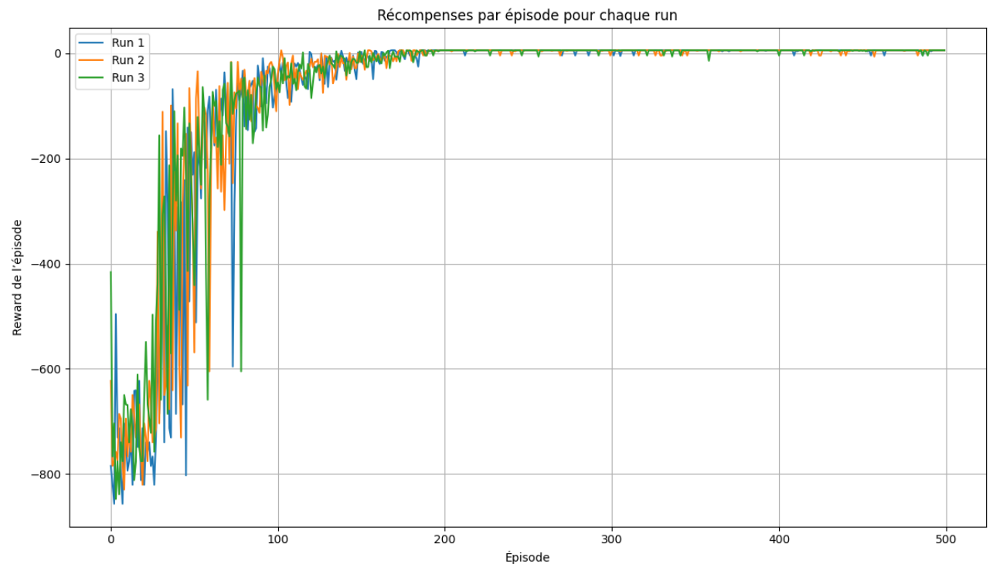 Récompenses par épisode pour chaque run
Run 1
Run 2
Run 3
Reward de l’épisode
0
−200
−400
−600
−800
0
100
200
300
400
500
Épisode